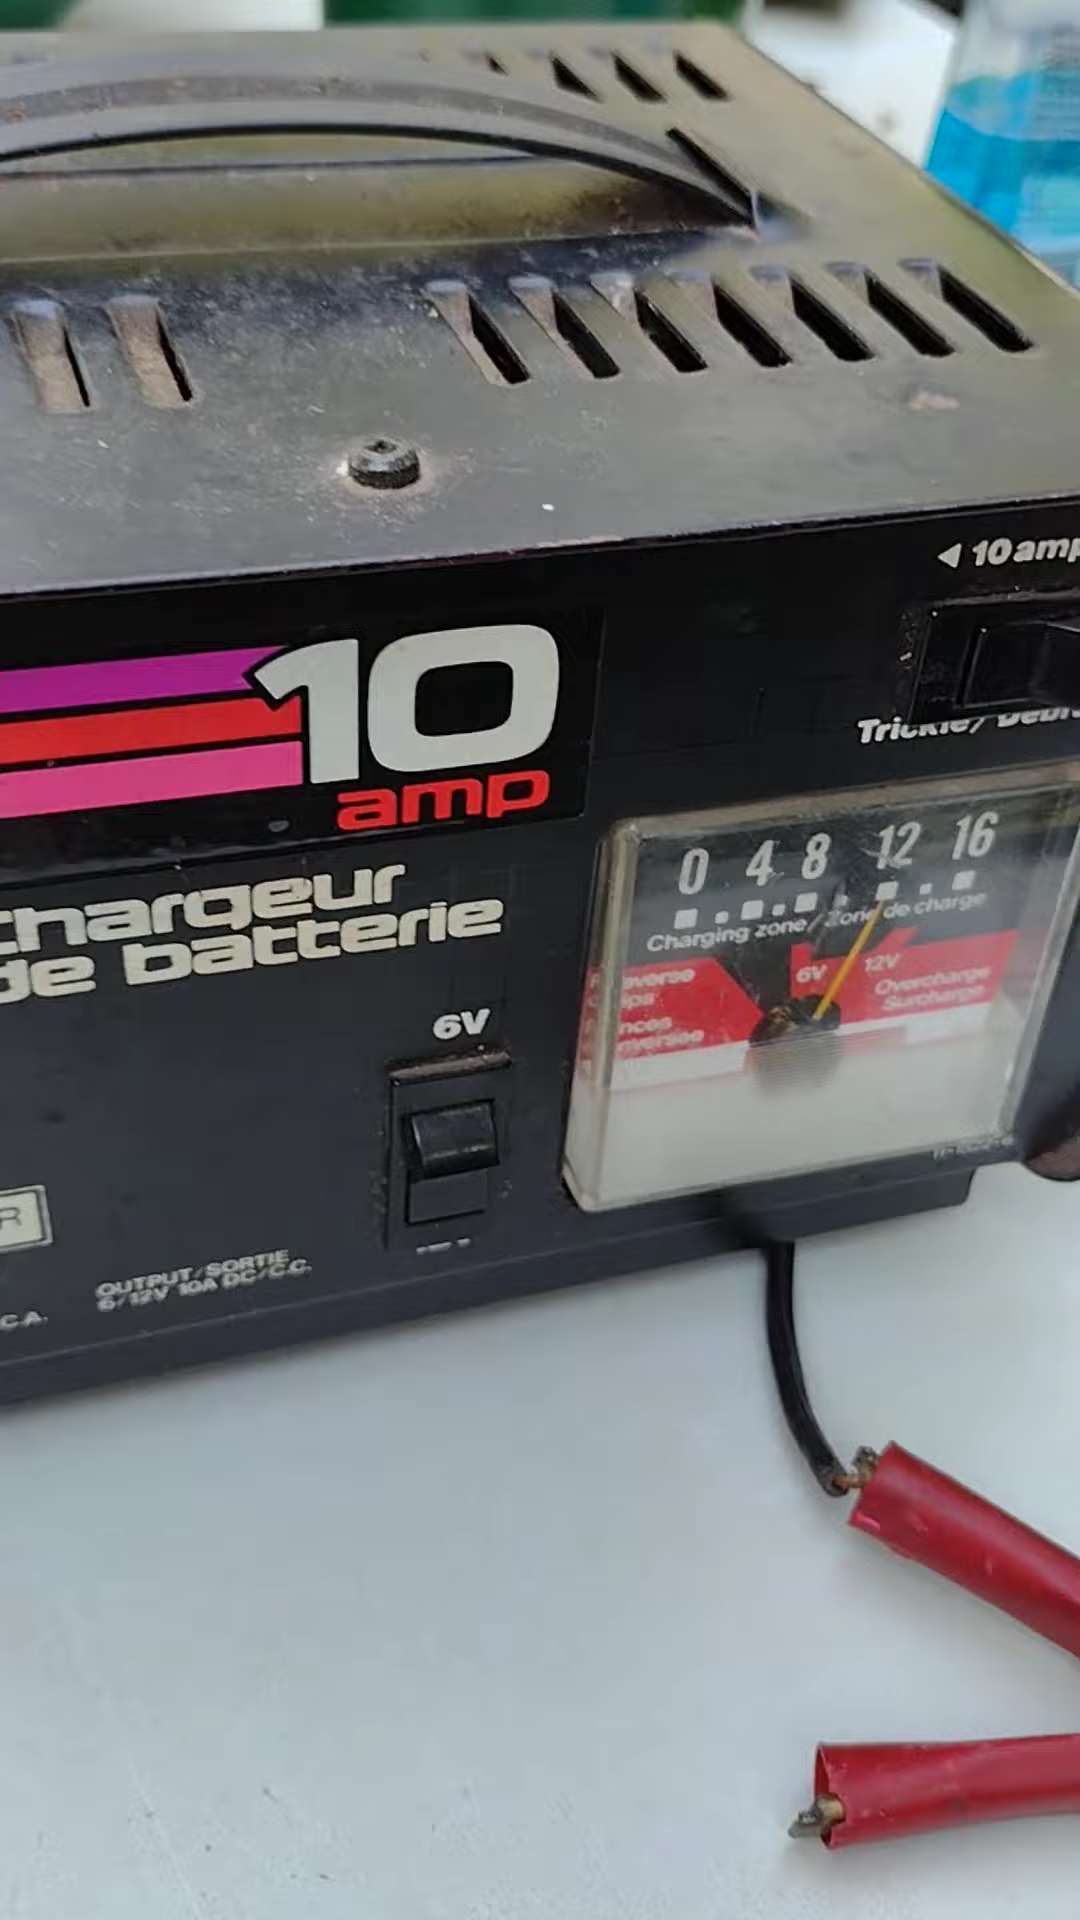 10 amp
10
amp
chargeur
de batterie
0 4 8 12 16
Charging zone/Zone de charge
6V 12V
Overcharge
Surcharge
6V
R
OUTPUT/SORTIE
6/12V 10A DC/C.C.
C.A.